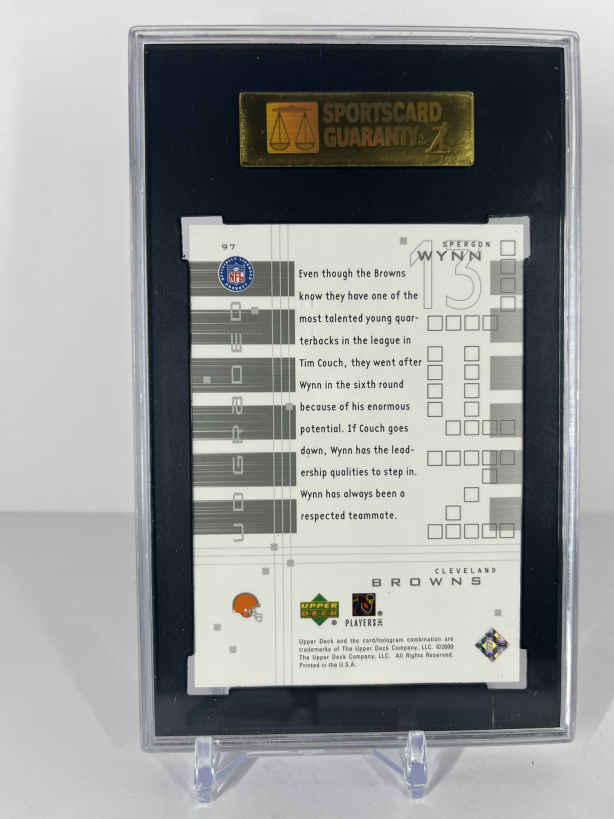 SPORTSCARD
GUARANTY
97
SPERGON
WYNN
13
NFL
UD GRADED
Even though the Browns
know they have one of the
most talented young quar-
terbacks in the league in
Tim Couch, they went after
Wynn in the sixth round
because of his enormous
potential. If Couch goes
down, Wynn has the lead-
ership qualities to step in.
Wynn has always been a
respected teammate.
CLEVELAND
BROWNS
UPPER
DECK
PLAYERS INC
Upper Deck and the card/hologram combination are
trademarks of The Upper Deck Company, LLC. ©2000
The Upper Deck Company, LLC. All Rights Reserved.
Printed in the U.S.A.